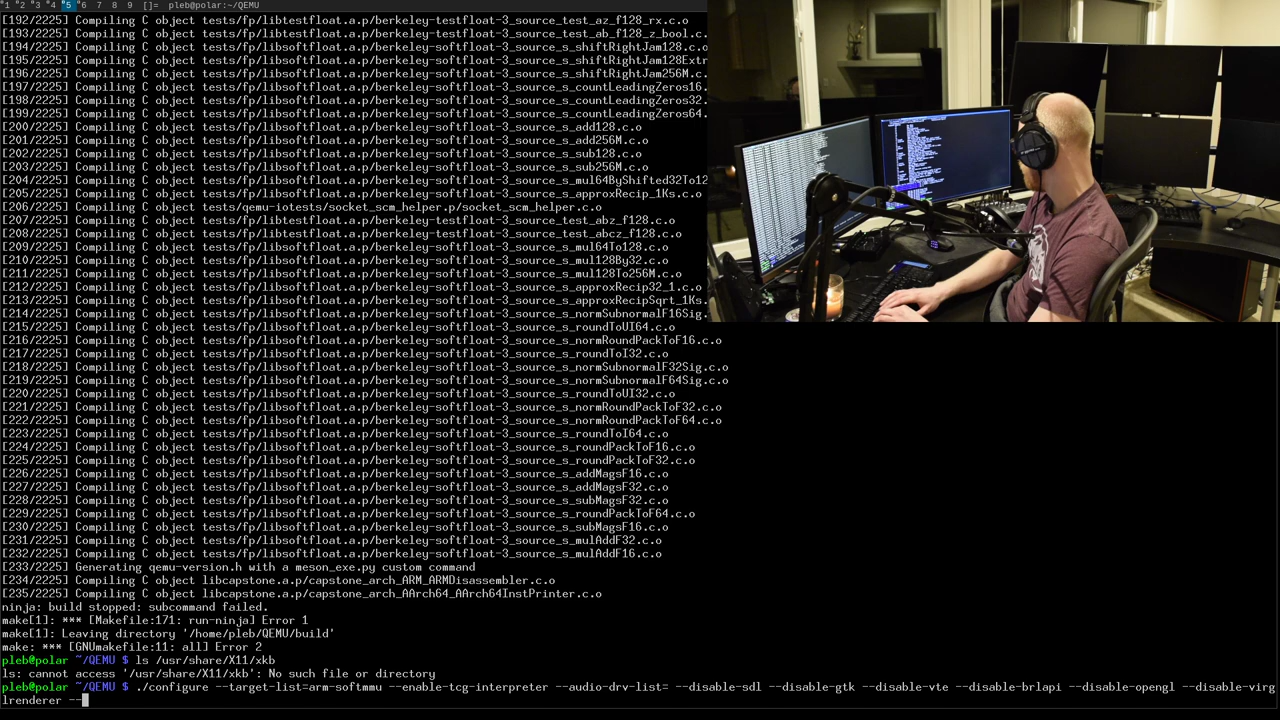 1 2 3 4 5 6 7 8 9 []= pleb@polar:~/QEMU
[192/2225] Compiling C object tests/fp/libtestfloat.a.p/berkeley-testfloat-3_source_test_az_f128_rx.c.o
[193/2225] Compiling C object tests/fp/libtestfloat.a.p/berkeley-testfloat-3_source_test_ab_f128_z_bool.c.
[194/2225] Compiling C object tests/fp/libsoftfloat.a.p/berkeley-softfloat-3_source_s_shiftRightJam128.c.o
[195/2225] Compiling C object tests/fp/libsoftfloat.a.p/berkeley-softfloat-3_source_s_shiftRightJam128Extr
[196/2225] Compiling C object tests/fp/libsoftfloat.a.p/berkeley-softfloat-3_source_s_shiftRightJam256M.c.
[197/2225] Compiling C object tests/fp/libsoftfloat.a.p/berkeley-softfloat-3_source_s_countLeadingZeros16.
[198/2225] Compiling C object tests/fp/libsoftfloat.a.p/berkeley-softfloat-3_source_s_countLeadingZeros32.
[199/2225] Compiling C object tests/fp/libsoftfloat.a.p/berkeley-softfloat-3_source_s_countLeadingZeros64.
[200/2225] Compiling C object tests/fp/libsoftfloat.a.p/berkeley-softfloat-3_source_s_add128.c.o
[201/2225] Compiling C object tests/fp/libsoftfloat.a.p/berkeley-softfloat-3_source_s_add256M.c.o
[202/2225] Compiling C object tests/fp/libsoftfloat.a.p/berkeley-softfloat-3_source_s_sub128.c.o
[203/2225] Compiling C object tests/fp/libsoftfloat.a.p/berkeley-softfloat-3_source_s_sub256M.c.o
[204/2225] Compiling C object tests/fp/libsoftfloat.a.p/berkeley-softfloat-3_source_s_mul64ByShifted32To12
[205/2225] Compiling C object tests/fp/libsoftfloat.a.p/berkeley-softfloat-3_source_s_approxRecip_1Ks.c.o
[206/2225] Compiling C object tests/qemu-iotests/socket_scm_helper.p/socket_scm_helper.c.o
[207/2225] Compiling C object tests/fp/libtestfloat.a.p/berkeley-testfloat-3_source_test_abz_f128.c.o
[208/2225] Compiling C object tests/fp/libtestfloat.a.p/berkeley-testfloat-3_source_test_abcz_f128.c.o
[209/2225] Compiling C object tests/fp/libsoftfloat.a.p/berkeley-softfloat-3_source_s_mul64To128.c.o
[210/2225] Compiling C object tests/fp/libsoftfloat.a.p/berkeley-softfloat-3_source_s_mul128By32.c.o
[211/2225] Compiling C object tests/fp/libsoftfloat.a.p/berkeley-softfloat-3_source_s_mul128To256M.c.o
[212/2225] Compiling C object tests/fp/libsoftfloat.a.p/berkeley-softfloat-3_source_s_approxRecip32_1.c.o
[213/2225] Compiling C object tests/fp/libsoftfloat.a.p/berkeley-softfloat-3_source_s_approxRecipSqrt_1Ks.
[214/2225] Compiling C object tests/fp/libsoftfloat.a.p/berkeley-softfloat-3_source_s_normSubnormalF16Sig.
[215/2225] Compiling C object tests/fp/libsoftfloat.a.p/berkeley-softfloat-3_source_s_roundToUI64.c.o
[216/2225] Compiling C object tests/fp/libsoftfloat.a.p/berkeley-softfloat-3_source_s_normRoundPackToF16.c.o
[217/2225] Compiling C object tests/fp/libsoftfloat.a.p/berkeley-softfloat-3_source_s_roundToI32.c.o
[218/2225] Compiling C object tests/fp/libsoftfloat.a.p/berkeley-softfloat-3_source_s_normSubnormalF32Sig.c.o
[219/2225] Compiling C object tests/fp/libsoftfloat.a.p/berkeley-softfloat-3_source_s_normSubnormalF64Sig.c.o
[220/2225] Compiling C object tests/fp/libsoftfloat.a.p/berkeley-softfloat-3_source_s_roundToUI32.c.o
[221/2225] Compiling C object tests/fp/libsoftfloat.a.p/berkeley-softfloat-3_source_s_normRoundPackToF32.c.o
[222/2225] Compiling C object tests/fp/libsoftfloat.a.p/berkeley-softfloat-3_source_s_normRoundPackToF64.c.o
[223/2225] Compiling C object tests/fp/libsoftfloat.a.p/berkeley-softfloat-3_source_s_roundToI64.c.o
[224/2225] Compiling C object tests/fp/libsoftfloat.a.p/berkeley-softfloat-3_source_s_roundPackToF16.c.o
[225/2225] Compiling C object tests/fp/libsoftfloat.a.p/berkeley-softfloat-3_source_s_roundPackToF32.c.o
[226/2225] Compiling C object tests/fp/libsoftfloat.a.p/berkeley-softfloat-3_source_s_addMagsF16.c.o
[227/2225] Compiling C object tests/fp/libsoftfloat.a.p/berkeley-softfloat-3_source_s_addMagsF32.c.o
[228/2225] Compiling C object tests/fp/libsoftfloat.a.p/berkeley-softfloat-3_source_s_subMagsF32.c.o
[229/2225] Compiling C object tests/fp/libsoftfloat.a.p/berkeley-softfloat-3_source_s_roundPackToF64.c.o
[230/2225] Compiling C object tests/fp/libsoftfloat.a.p/berkeley-softfloat-3_source_s_subMagsF16.c.o
[231/2225] Compiling C object tests/fp/libsoftfloat.a.p/berkeley-softfloat-3_source_s_mulAddF32.c.o
[232/2225] Compiling C object tests/fp/libsoftfloat.a.p/berkeley-softfloat-3_source_s_mulAddF16.c.o
[233/2225] Generating qemu-version.h with a meson_exe.py custom command
[234/2225] Compiling C object libcapstone.a.p/capstone_arch_ARM_ARMDisassembler.c.o
[235/2225] Compiling C object libcapstone.a.p/capstone_arch_AArch64_AArch64InstPrinter.c.o
ninja: build stopped: subcommand failed.
make[1]: *** [Makefile:171: run-ninja] Error 1
make[1]: Leaving directory '/home/pleb/QEMU/build'
make: *** [GNUmakefile:11: all] Error 2
pleb@polar ~/QEMU $ ls /usr/share/X11/xkb
ls: cannot access '/usr/share/X11/xkb': No such file or directory
pleb@polar ~/QEMU $ ./configure --target-list=arm-softmmu --enable-tcg-interpreter --audio-drv-list= --disable-sdl --disable-gtk --disable-vte --disable-brlapi --disable-opengl --disable-virg
lrenderer --